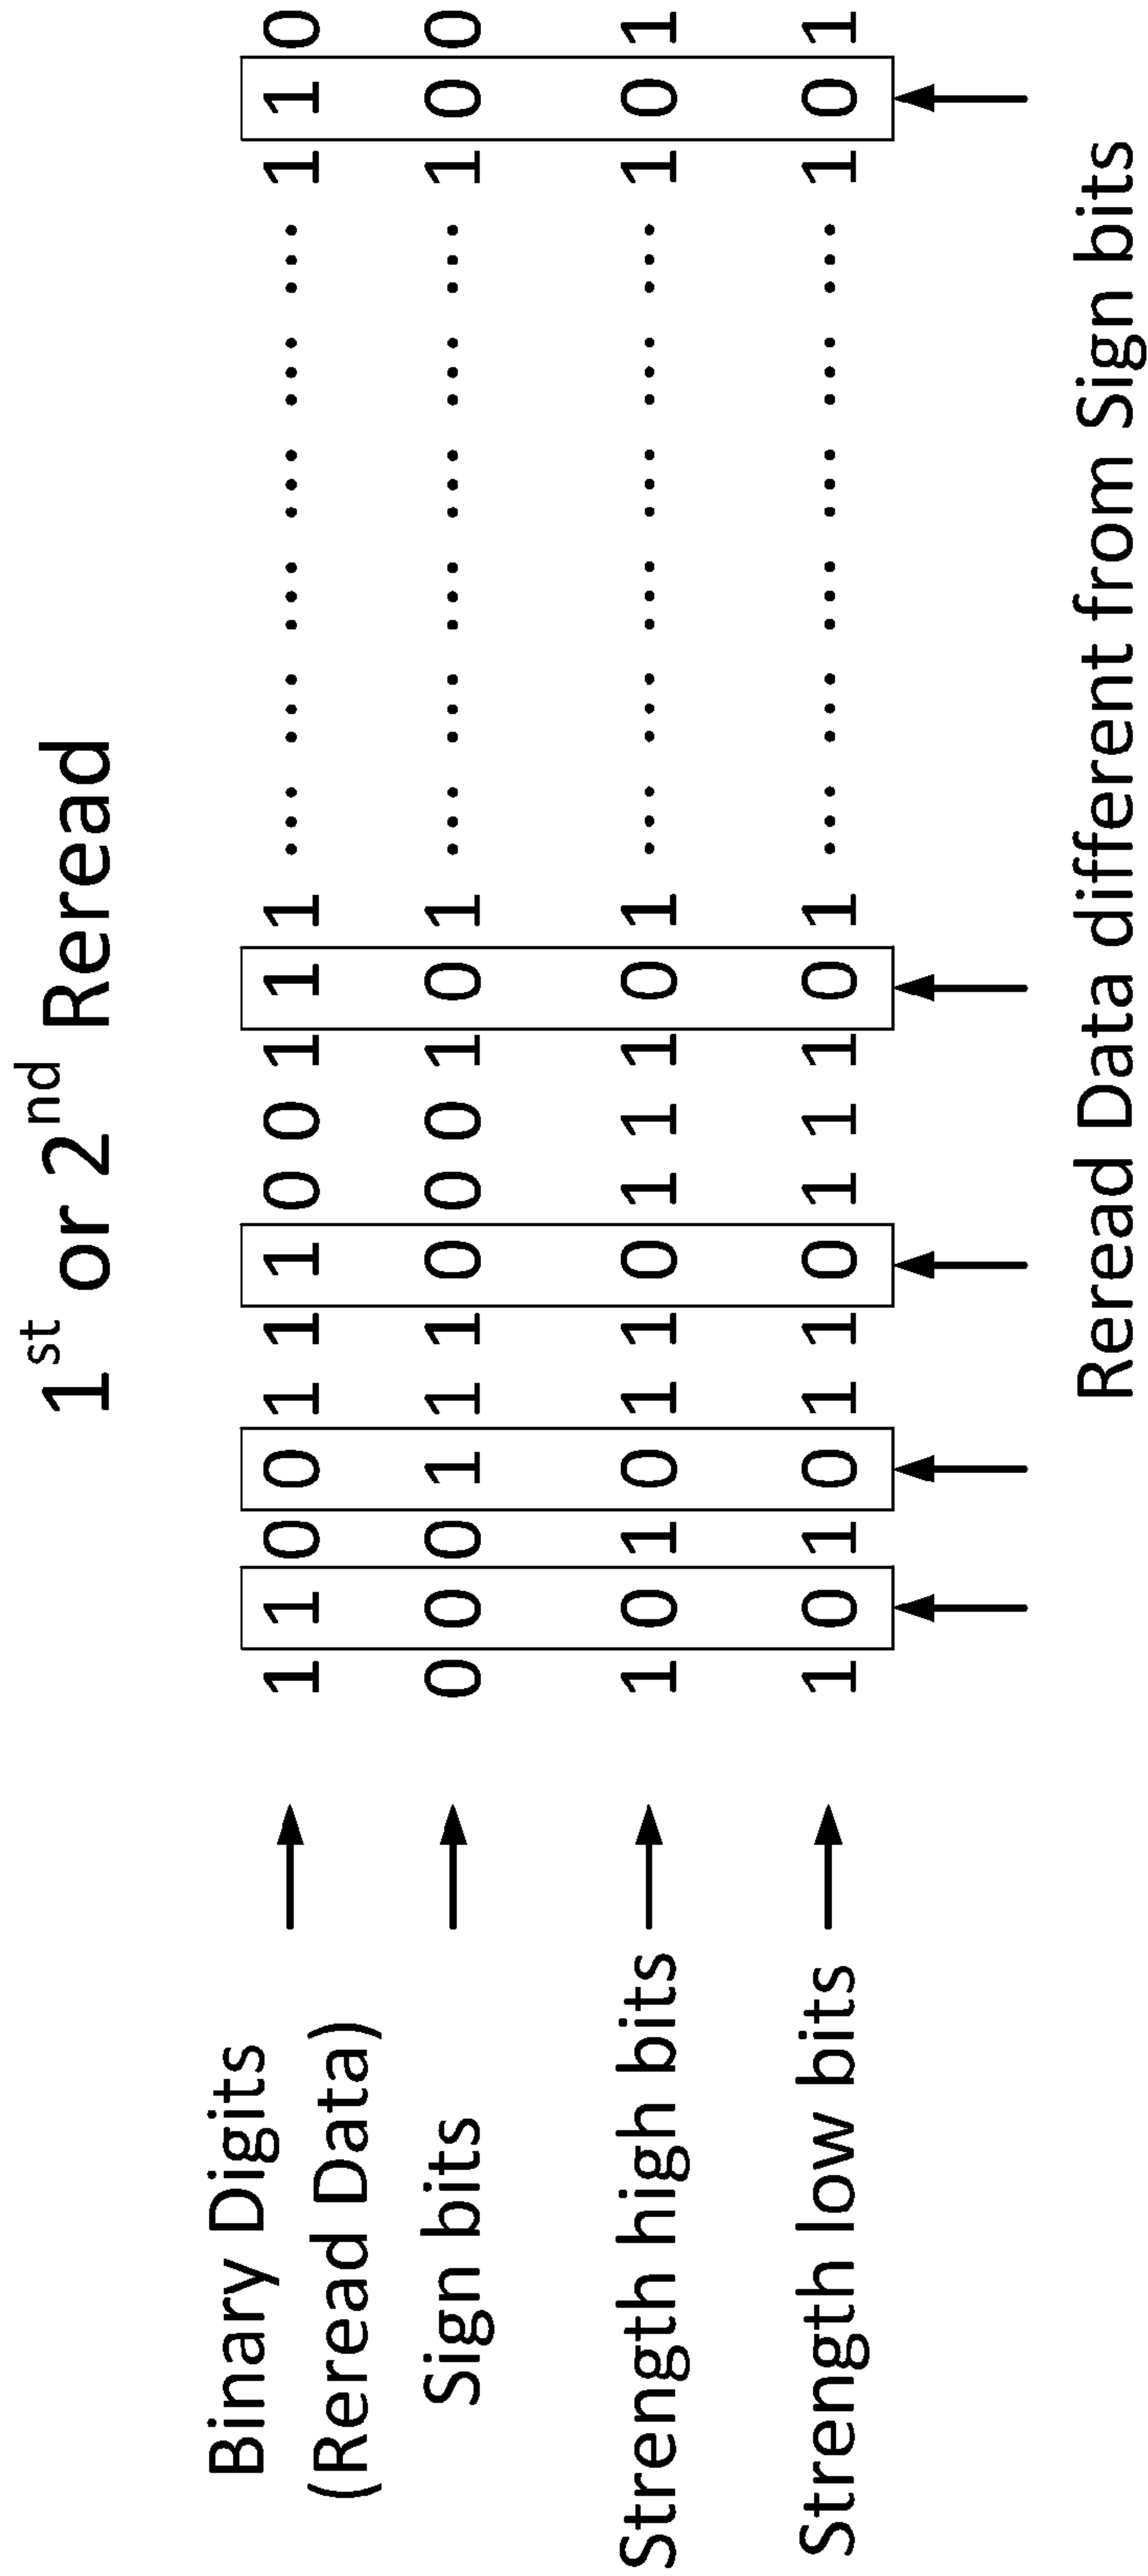 1st or 2nd Reread
Binary Digits 1 1 0 0 1 1 1 0 0 1 1 1 ... ... ... ... ... ... 1 1 0
(Reread Data)
Sign bits 0 0 0 1 1 1 0 0 0 1 0 1 ... ... ... ... ... ... 1 0 0
Strength high bits 1 0 1 0 1 1 0 1 1 1 0 1 ... ... ... ... ... ... 1 0 1
Strength low bits 1 0 1 0 1 1 0 1 1 1 0 1 ... ... ... ... ... ... 1 0 1
Reread Data different from Sign bits